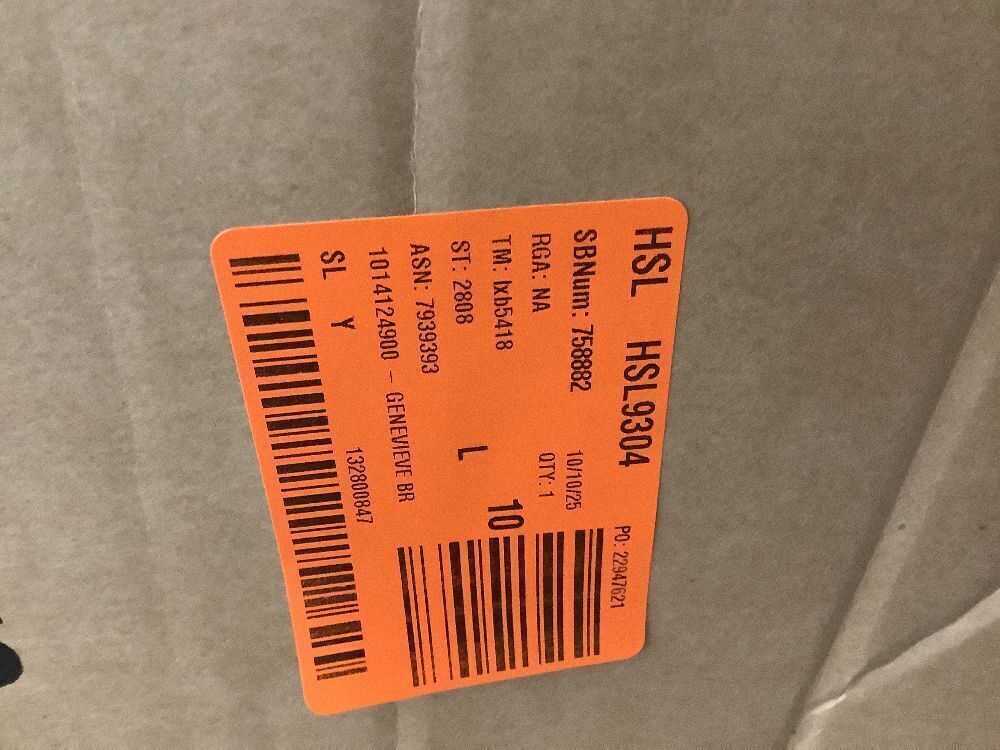 HSL HSL9304 PO: 22947621
SBNum: 758882 10/10/25
RGA: NA QTY: 1
TM: lxb5418 10
ST: 2808 L
ASN: 7939393
1014124900 - GENEVIEVE BR
SL Y 132800847